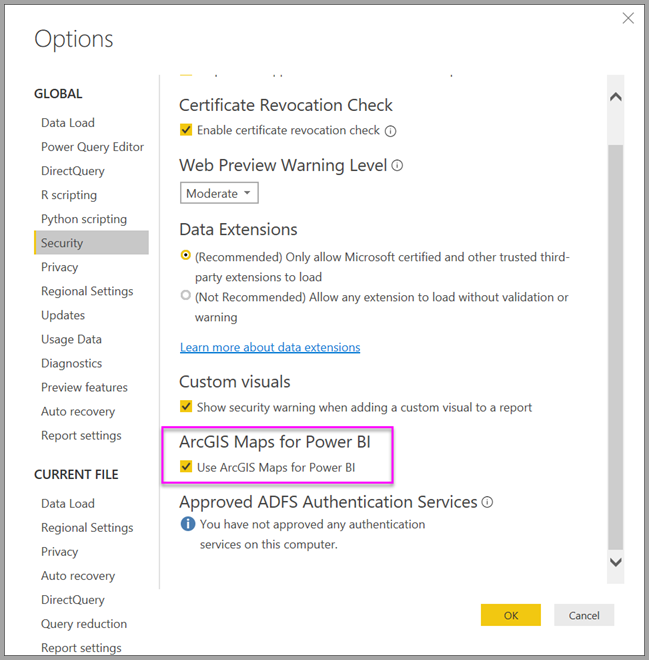 Options
GLOBAL
Data Load
Power Query Editor
DirectQuery
R scripting
Python scripting
Security
Privacy
Regional Settings
Updates
Usage Data
Diagnostics
Preview features
Auto recovery
Report settings
CURRENT FILE
Data Load
Regional Settings
Privacy
Auto recovery
DirectQuery
Query reduction
Report settings
Certificate Revocation Check
Enable certificate revocation check
Web Preview Warning Level
Moderate
Data Extensions
(Recommended) Only allow Microsoft certified and other trusted third-
party extensions to load
(Not Recommended) Allow any extension to load without validation or
warning
Learn more about data extensions
Custom visuals
Show security warning when adding a custom visual to a report
ArcGIS Maps for Power BI
Use ArcGIS Maps for Power BI
Approved ADFS Authentication Services
You have not approved any authentication
services on this computer.
OK
Cancel